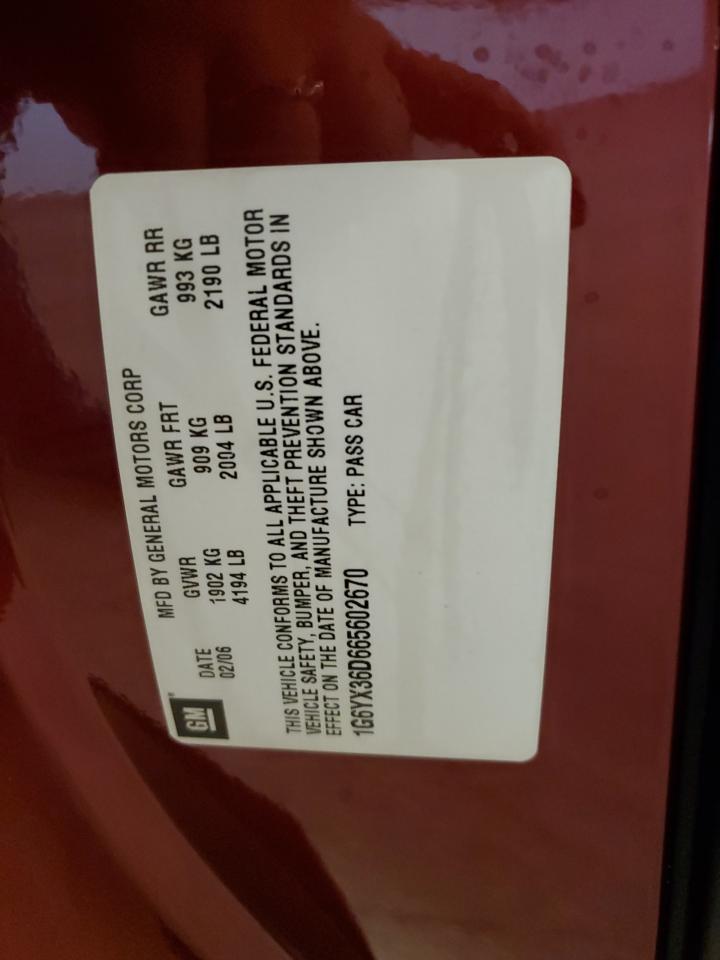 GM®
MFD BY GENERAL MOTORS CORP
DATE GVWR GAWR FRT GAWR RR
02/06 1902 KG 909 KG 993 KG
4194 LB 2004 LB 2190 LB
THIS VEHICLE CONFORMS TO ALL APPLICABLE U.S. FEDERAL MOTOR
VEHICLE SAFETY, BUMPER, AND THEFT PREVENTION STANDARDS IN
EFFECT ON THE DATE OF MANUFACTURE SHOWN ABOVE.
1G6YX36D665602670 TYPE: PASS CAR